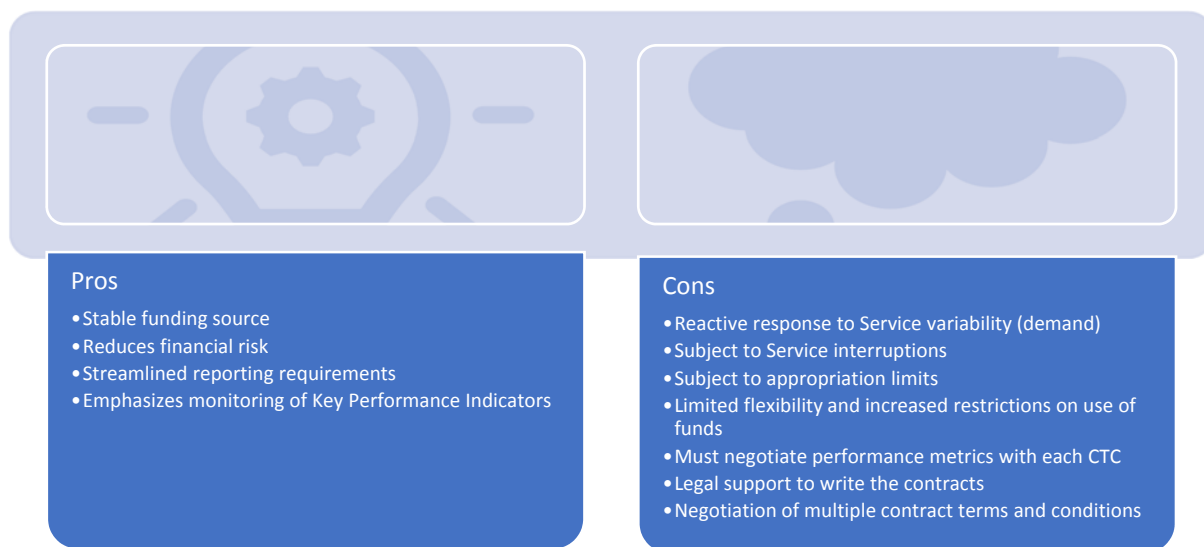 Pros
•Stable funding source
•Reduces financial risk
•Streamlined reporting requirements
•Emphasizes monitoring of Key Performance Indicators
Cons
•Reactive response to Service variability (demand)
•Subject to Service interruptions
•Subject to appropriation limits
•Limited flexibility and increased restrictions on use of
funds
•Must negotiate performance metrics with each CTC
•Legal support to write the contracts
•Negotiation of multiple contract terms and conditions